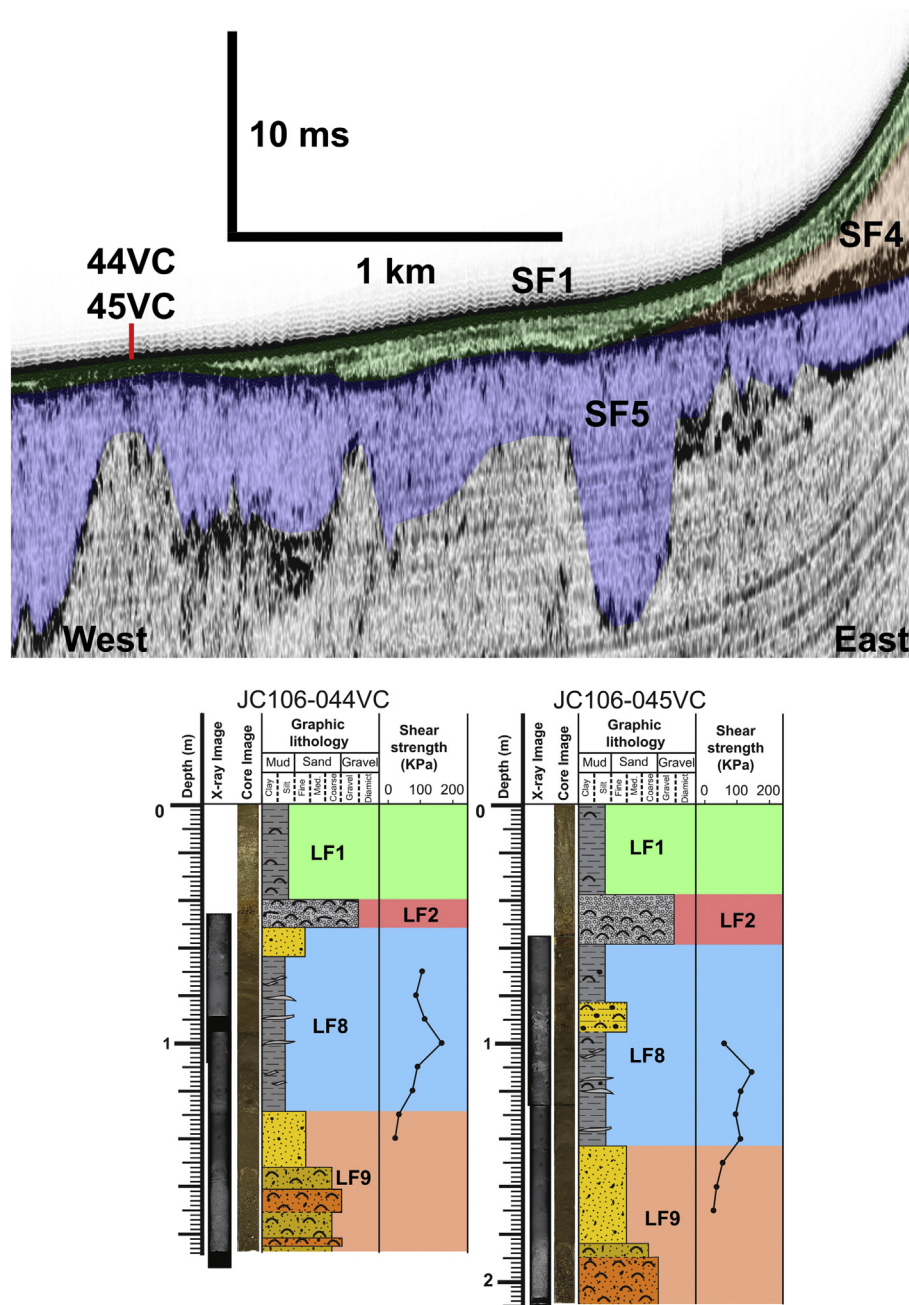 10 ms
1 km
44VC
45VC
SF1
SF4
SF5
West
East
JC106-044VC
Depth (m)
X-ray Image
Core Image
Graphic lithology
Mud
Sand
Gravel
Clay
Silt
Fine
Med.
Coarse
Gravel
Diamict
Shear strength (KPa)
0 100 200
0
1
LF1
LF2
LF8
LF9
JC106-045VC
Depth (m)
X-ray Image
Core Image
Graphic lithology
Mud
Sand
Gravel
Clay
Silt
Fine
Med.
Coarse
Gravel
Diamict
Shear strength (KPa)
0 100 200
0
1
2
LF1
LF2
LF8
LF9